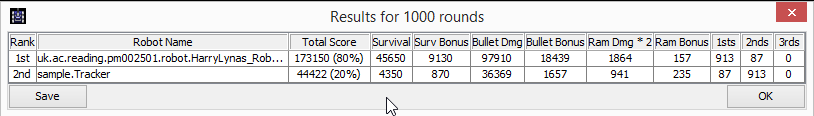 Results for 1000 rounds
Rank Robot Name Total Score Survival Surv Bonus Bullet Dmg Bullet Bonus Ram Dmg * 2 Ram Bonus 1sts 2nds 3rds
1st uk.ac.reading.pm002501.robot.HarryLynas_Rob... 173150 (80%) 45650 9130 97910 18439 1864 157 913 87 0
2nd sample.Tracker 44422 (20%) 4350 870 36369 1657 941 235 87 913 0
Save OK